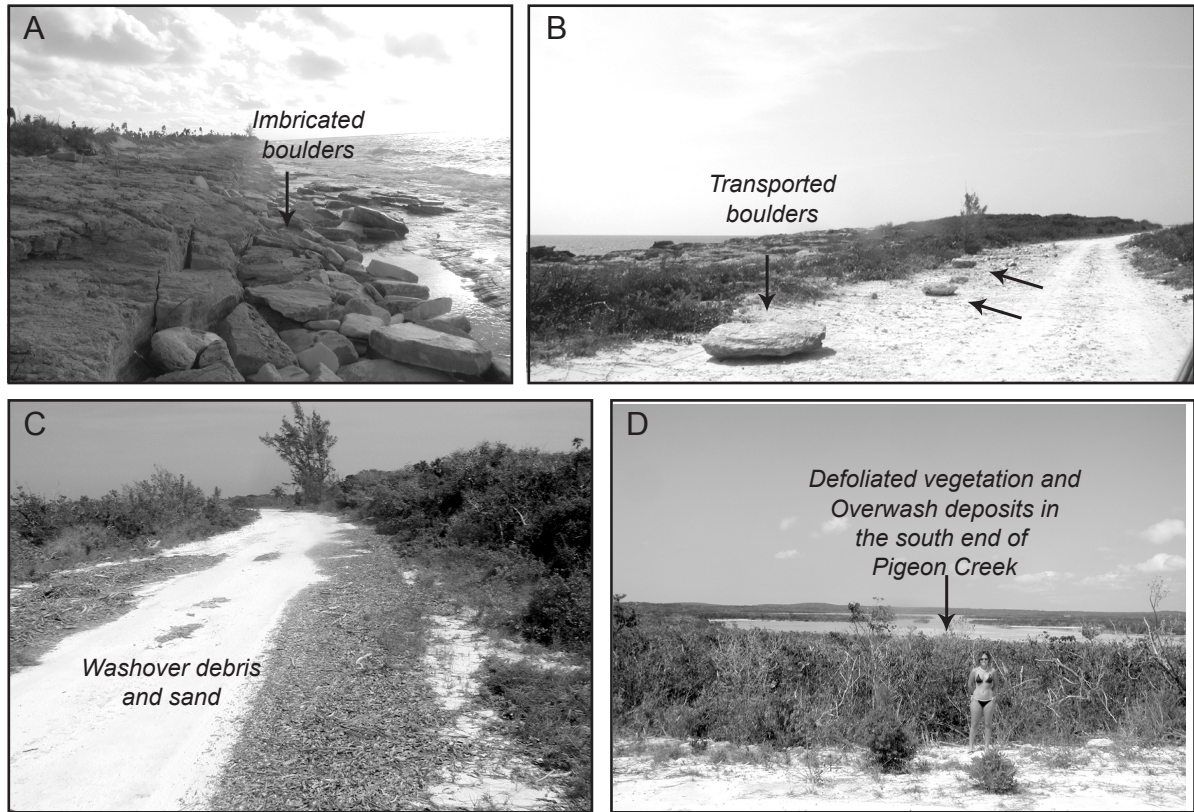 A
Imbricated
boulders
B
Transported
boulders
C
Washover debris
and sand
D
Defoliated vegetation and
Overwash deposits in
the south end of
Pigeon Creek